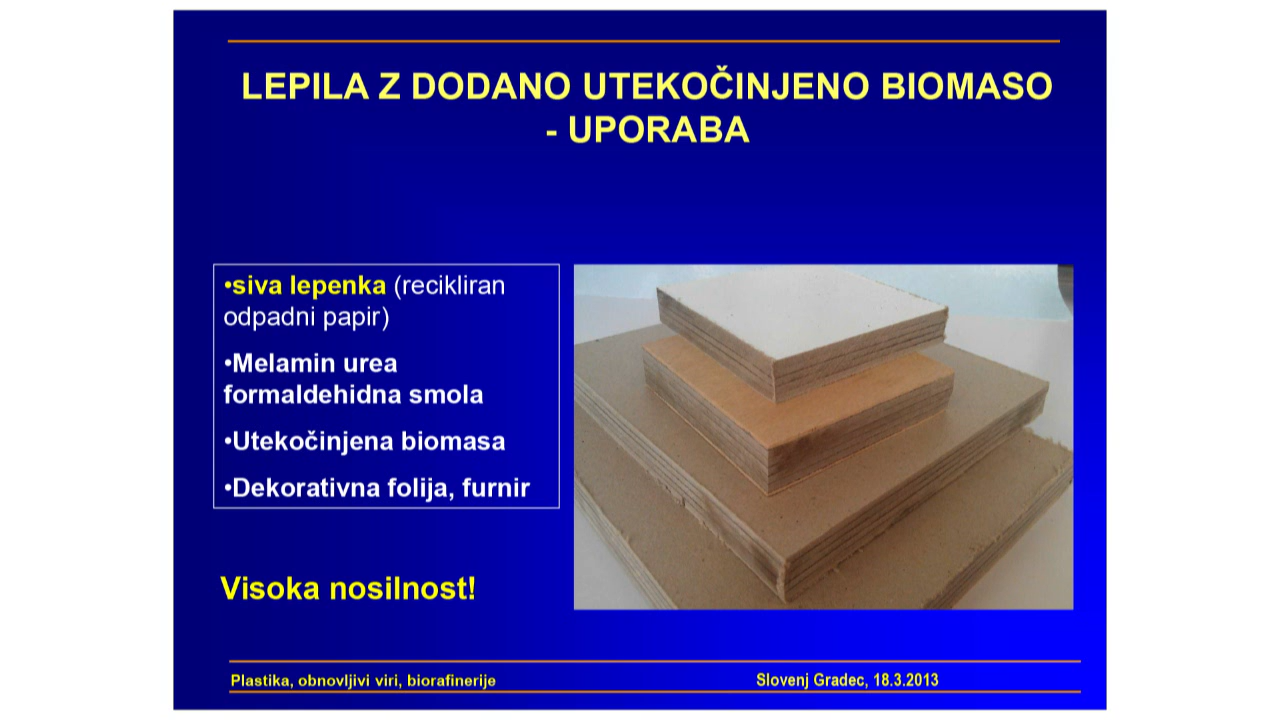 LEPILA Z DODANO UTEKOČINJENO BIOMASO
- UPORABA
•siva lepenka (recikliran
odpadni papir)
•Melamin urea
formaldehidna smola
•Utekočinjena biomasa
•Dekorativna folija, furnir
Visoka nosilnost!
Plastika, obnovljivi viri, biorafinerije
Slovenj Gradec, 18.3.2013